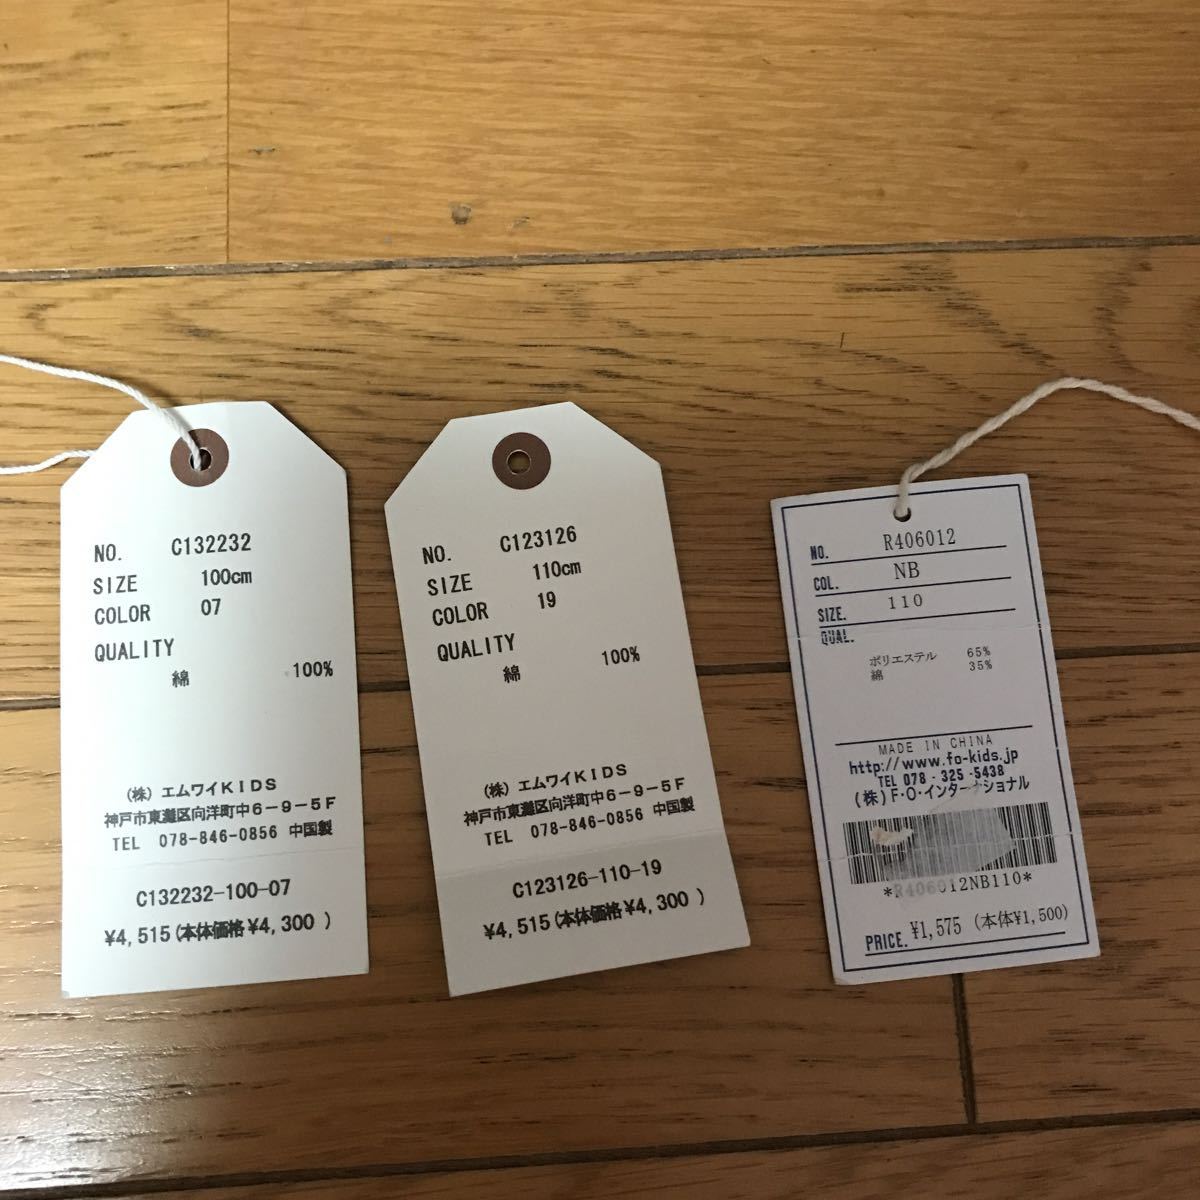 NO. C132232
SIZE 100cm
COLOR 07
QUALITY
綿 100%
(株) エムワイKIDS
神戸市東灘区向洋町中6-9-5F
TEL 078-846-0856 中国製
C132232-100-07
¥4,515(本体価格¥4,300 )
NO. C123126
SIZE 110cm
COLOR 19
QUALITY
綿 100%
(株) エムワイKIDS
神戸市東灘区向洋町中6-9-5F
TEL 078-846-0856 中国製
C123126-110-19
¥4,515(本体価格¥4,300 )
NO. R406012
COL. NB
SIZE. 110
QUAL.
ポリエステル 65%
綿 35%
MADE IN CHINA
http://www.fo-kids.jp
TEL 078-325-5438
(株)F・O・インターナショナル
*R406012NB110*
PRICE. ¥1,575 (本体¥1,500)